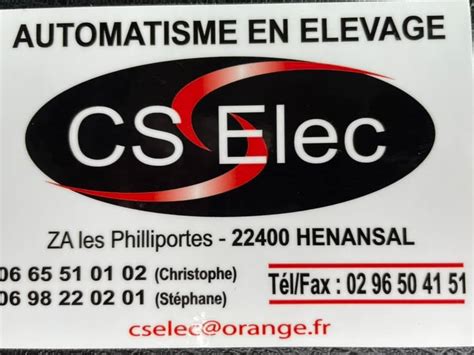 AUTOMATISME EN ELEVAGE
CS Elec
ZA les Philliportes - 22400 HENANSAL
06 65 51 01 02 (Christophe)
06 98 22 02 01 (Stéphane)
Tél/Fax : 02 96 50 41 51
cselec@orange.fr